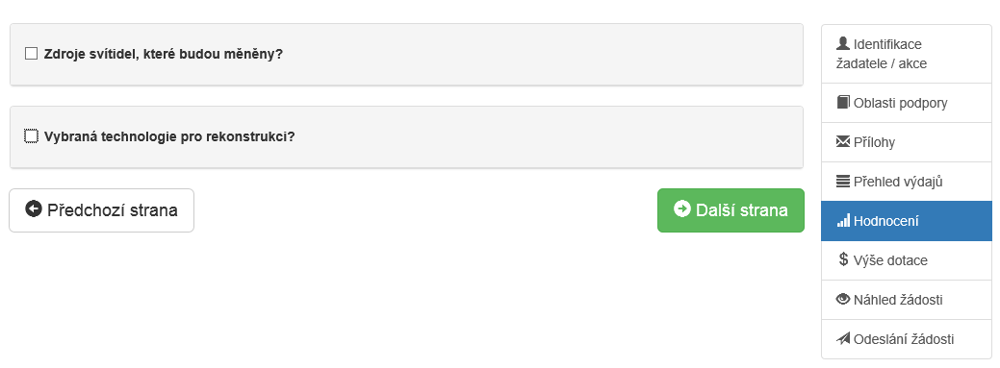 Zdroje svítidel, které budou měněny?
Vybraná technologie pro rekonstrukci?
Předchozí strana
Další strana
Identifikace
žadatele / akce
Oblasti podpory
Přílohy
Přehled výdajů
Hodnocení
Výše dotace
Náhled žádosti
Odeslání žádosti